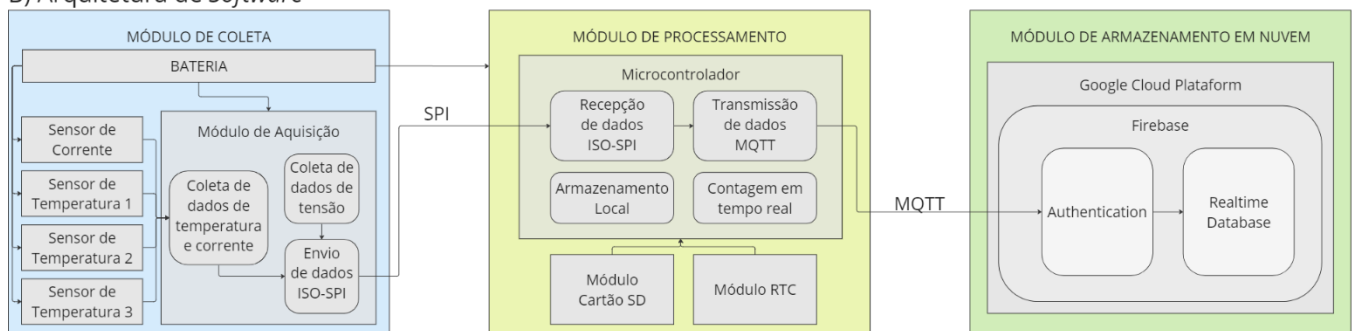 B) Arquitetura de Software
MÓDULO DE COLETA
BATERIA
Sensor de
Corrente
Sensor de
Temperatura 1
Sensor de
Temperatura 2
Sensor de
Temperatura 3
Módulo de Aquisição
Coleta de
dados de
temperatura
e corrente
Coleta de
dados de
tensão
Envio
de dados
ISO-SPI
SPI
MÓDULO DE PROCESSAMENTO
Microcontrolador
Recepção
de dados
ISO-SPI
Transmissão
de dados
MQTT
Armazenamento
Local
Contagem em
tempo real
Módulo
Cartão SD
Módulo RTC
MQTT
MÓDULO DE ARMAZENAMENTO EM NUVEM
Google Cloud Plataform
Firebase
Authentication
Realtime
Database